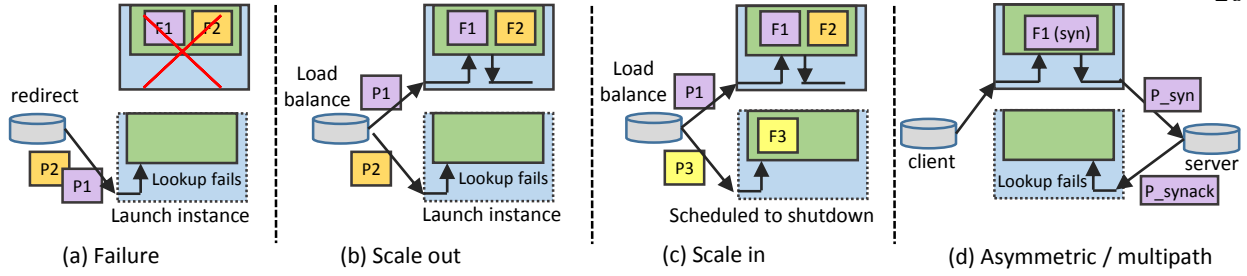 F1 F2
redirect
P2
P1
Lookup fails
Launch instance
(a) Failure
F1 F2
Load
balance
P1
P2
Lookup fails
Launch instance
(b) Scale out
F1 F2
Load
balance
P1
F3
P3
Scheduled to shutdown
(c) Scale in
F1 (syn)
P_syn
client
server
Lookup fails
P_synack
(d) Asymmetric / multipath